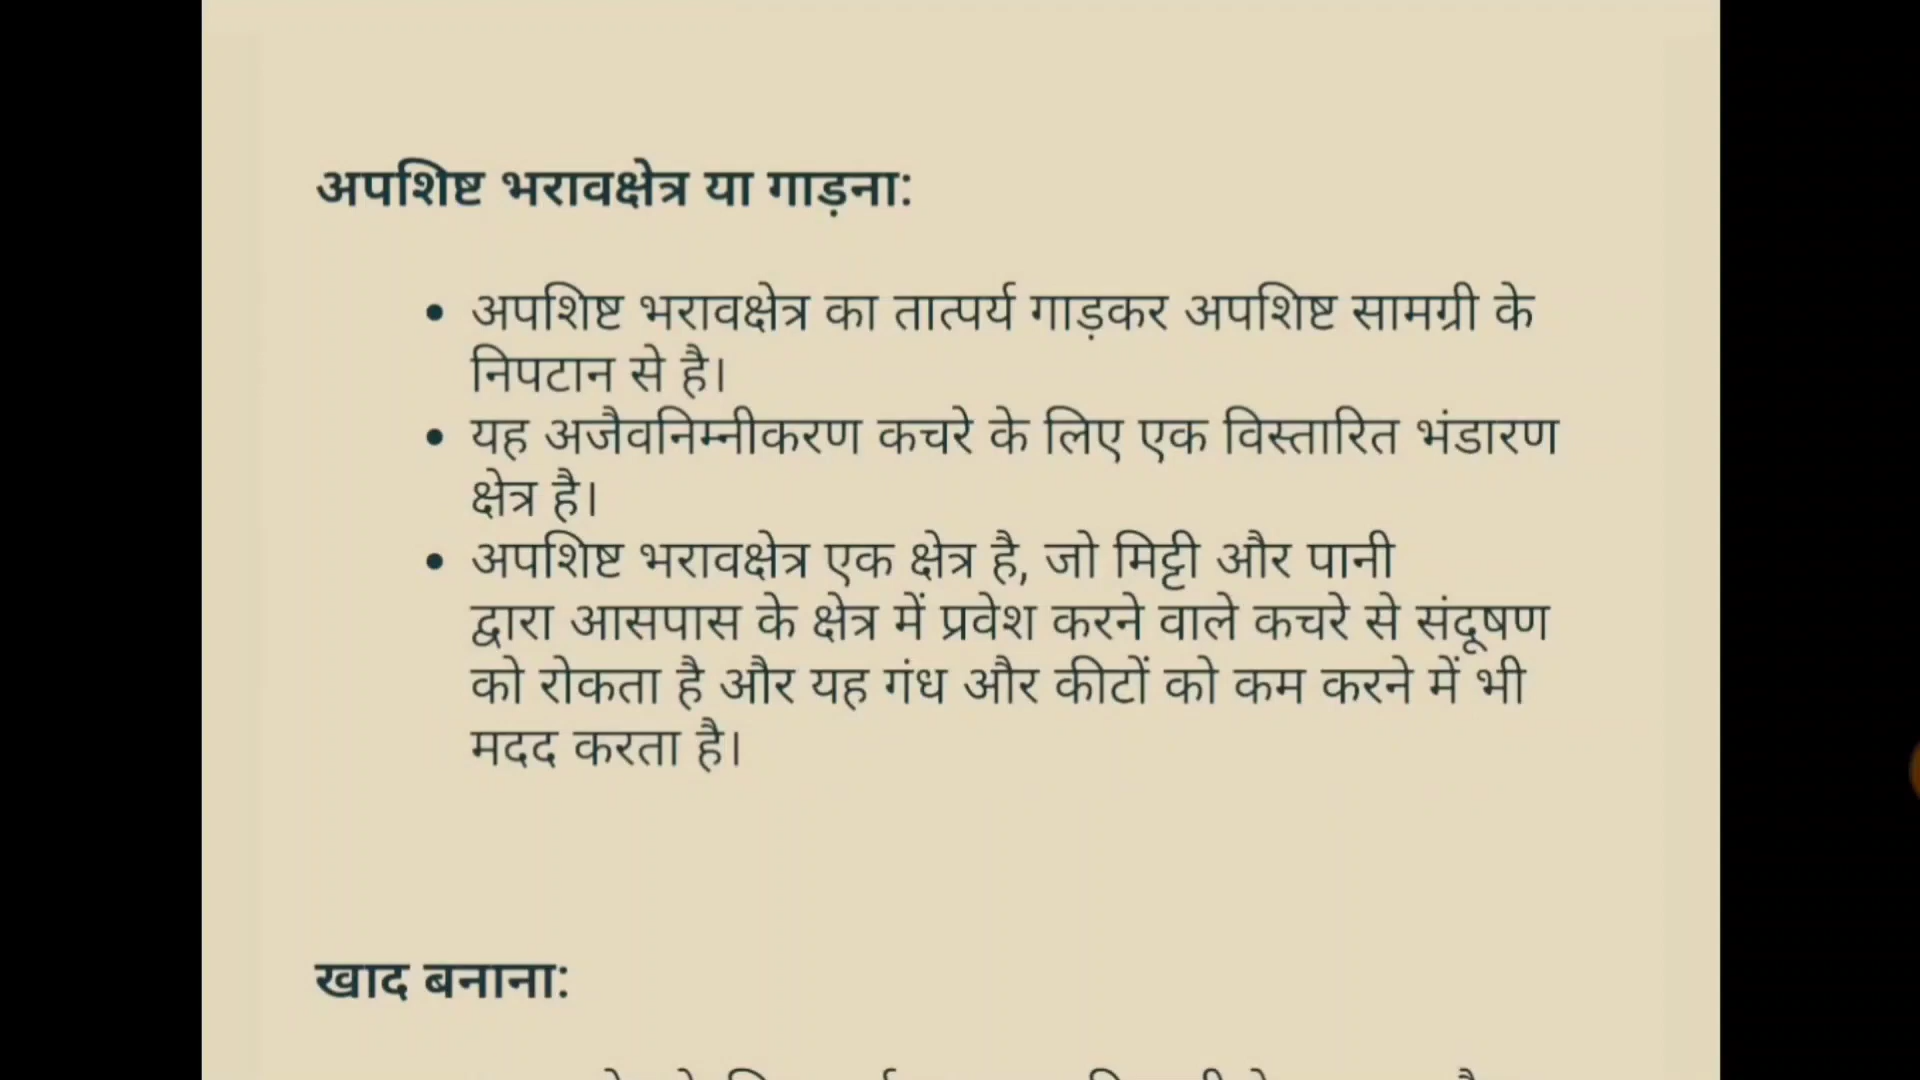 अपशिष्ट भरावक्षेत्र या गाड़ना:
• अपशिष्ट भरावक्षेत्र का तात्पर्य गाड़कर अपशिष्ट सामग्री के
निपटान से है।
• यह अजैवनिम्नीकरण कचरे के लिए एक विस्तारित भंडारण
क्षेत्र है।
• अपशिष्ट भरावक्षेत्र एक क्षेत्र है, जो मिट्टी और पानी
द्वारा आसपास के क्षेत्र में प्रवेश करने वाले कचरे से संदूषण
को रोकता है और यह गंध और कीटों को कम करने में भी
मदद करता है।
खाद बनाना: